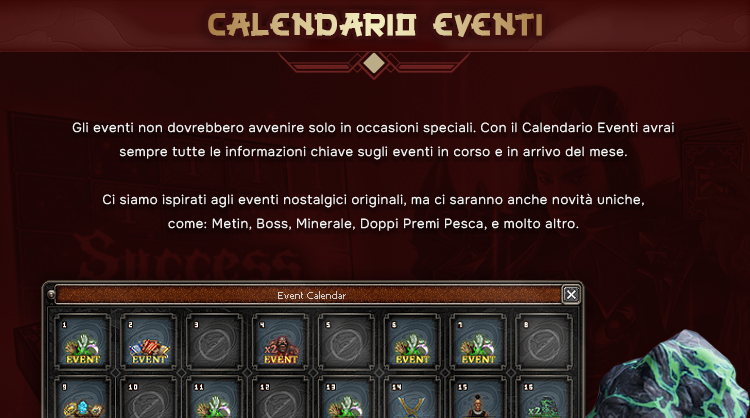 CALENDARIO EVENTI
Gli eventi non dovrebbero avvenire solo in occasioni speciali. Con il Calendario Eventi avrai
sempre tutte le informazioni chiave sugli eventi in corso e in arrivo del mese.
Ci siamo ispirati agli eventi nostalgici originali, ma ci saranno anche novità uniche,
come: Metin, Boss, Minerale, Doppi Premi Pesca, e molto altro.
Success
Event Calendar
1 2 3 4 5 6 7 8
EVENT EVENT x2 EVENT EVENT EVENT
9 10 11 12 13 14 15 16
x2